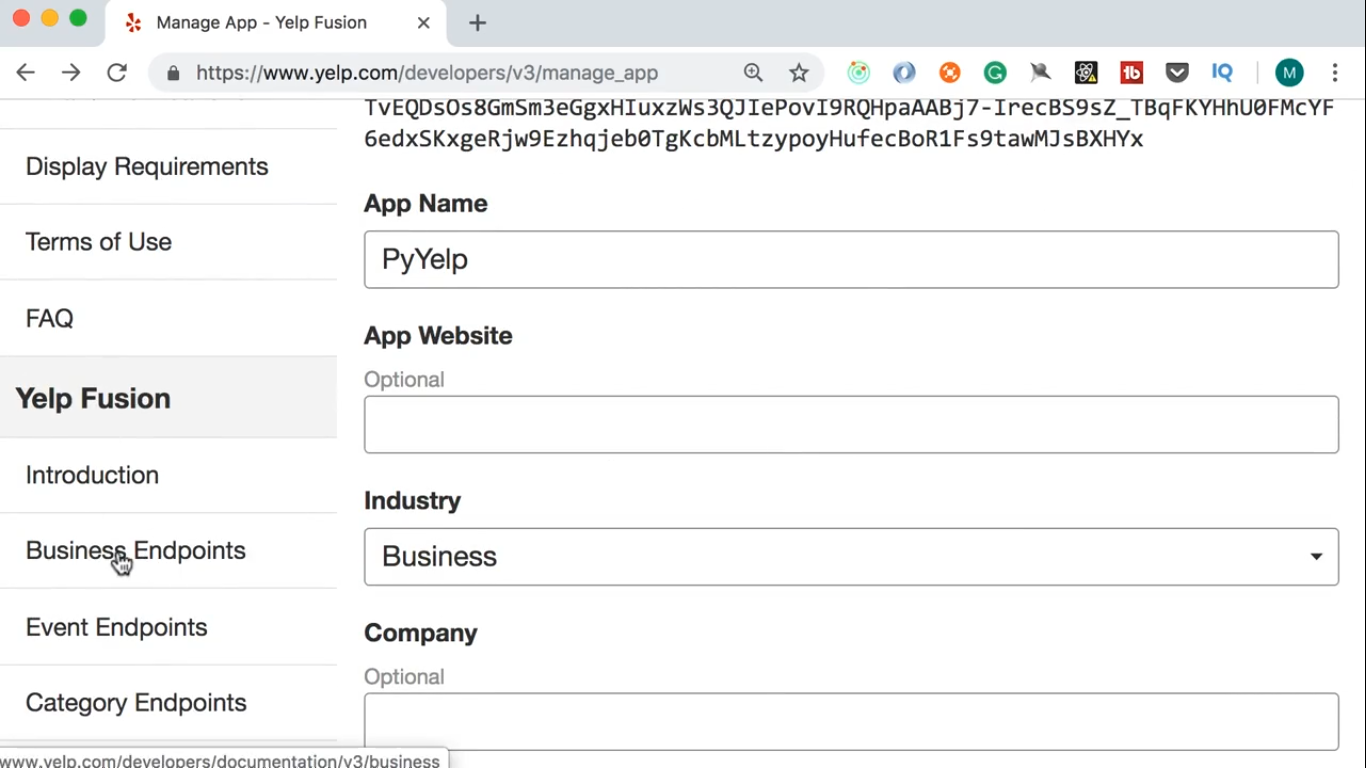 Manage App - Yelp Fusion
https://www.yelp.com/developers/v3/manage_app
IQ
M
TvEQDsOs8GmSm3eGgxHIuxzWs3QJIePovI9RQHpaAABj7-IrecBS9sZ_TBqFKYHhU0FMcYF
6edxSKxgeRjw9Ezhqjeb0TgKcbMLtzypoyHufecBoR1Fs9tawMJsBXHYx
Display Requirements
Terms of Use
FAQ
Yelp Fusion
Introduction
Business Endpoints
Event Endpoints
Category Endpoints
App Name
PyYelp
App Website
Optional
Industry
Business
Company
Optional
www.yelp.com/developers/documentation/v3/business